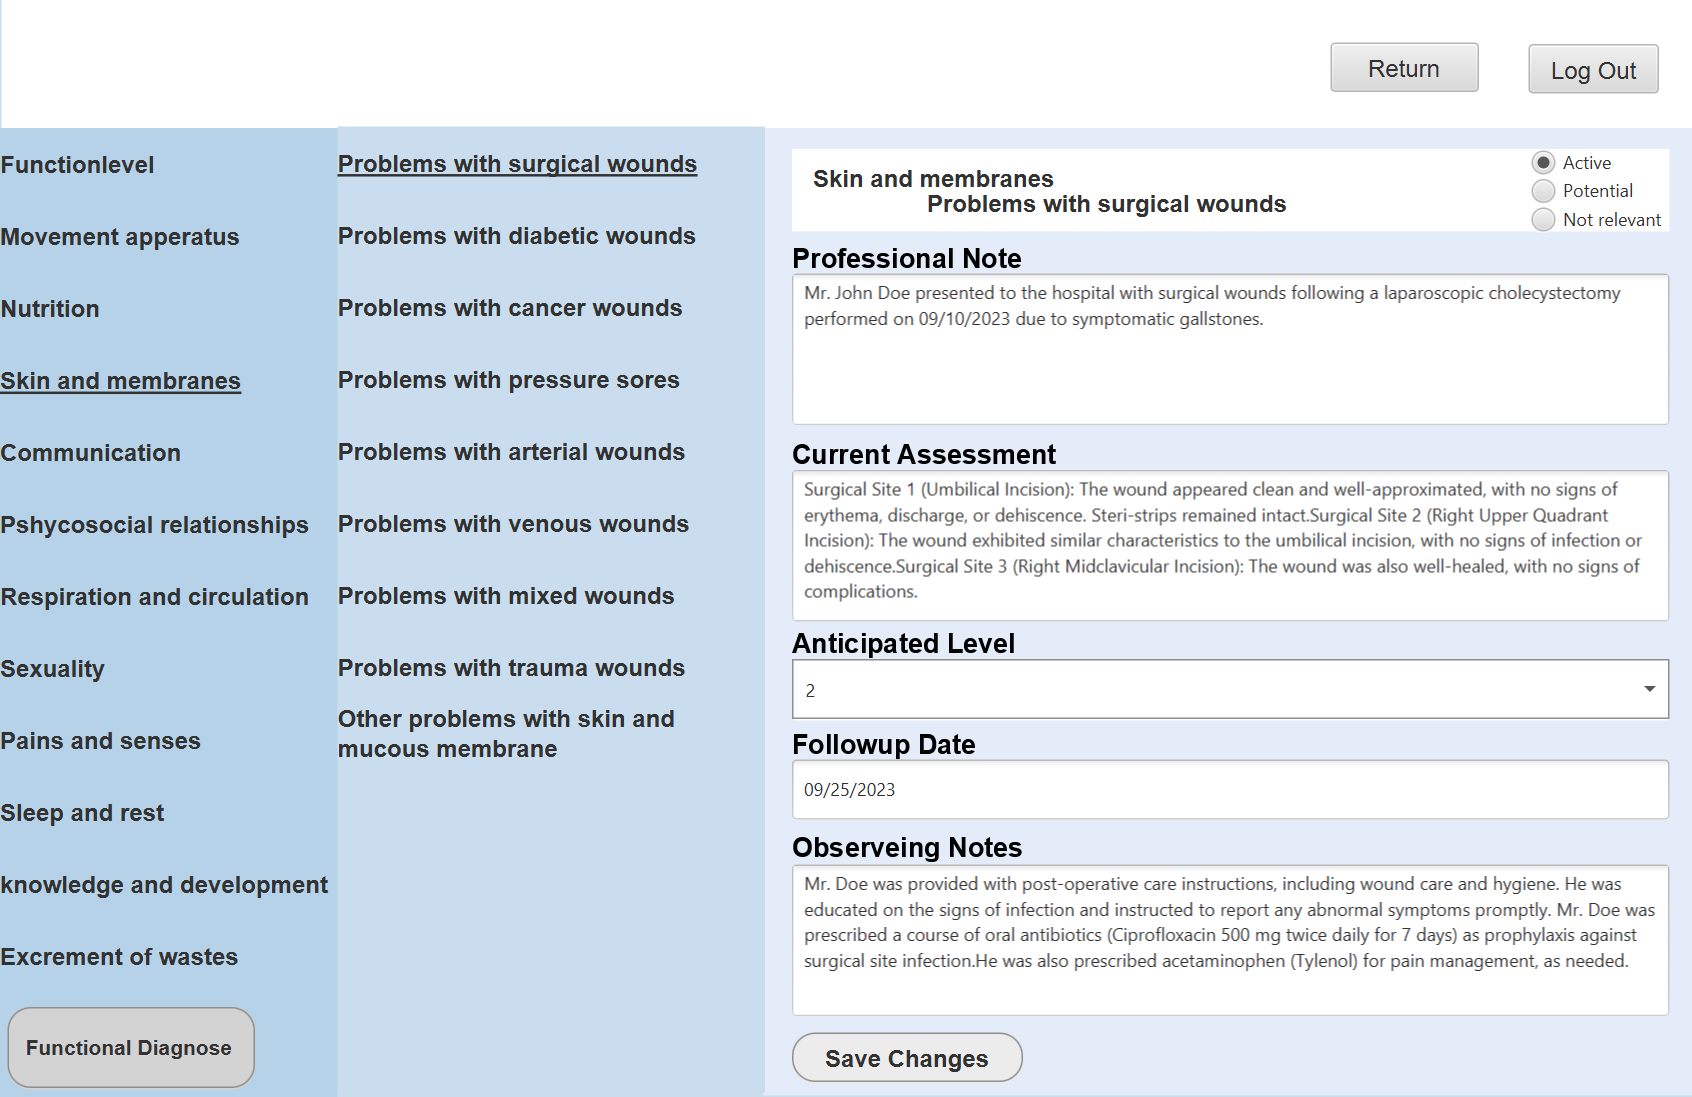 Return
Log Out
Functionlevel
Movement apperatus
Nutrition
Skin and membranes
Communication
Pshycosocial relationships
Respiration and circulation
Sexuality
Pains and senses
Sleep and rest
knowledge and development
Excrement of wastes
Functional Diagnose
Problems with surgical wounds
Problems with diabetic wounds
Problems with cancer wounds
Problems with pressure sores
Problems with arterial wounds
Problems with venous wounds
Problems with mixed wounds
Problems with trauma wounds
Other problems with skin and
mucous membrane
Skin and membranes
Problems with surgical wounds
Active
Potential
Not relevant
Professional Note
Mr. John Doe presented to the hospital with surgical wounds following a laparoscopic cholecystectomy
performed on 09/10/2023 due to symptomatic gallstones.
Current Assessment
Surgical Site 1 (Umbilical Incision): The wound appeared clean and well-approximated, with no signs of
erythema, discharge, or dehiscence. Steri-strips remained intact.Surgical Site 2 (Right Upper Quadrant
Incision): The wound exhibited similar characteristics to the umbilical incision, with no signs of infection or
dehiscence.Surgical Site 3 (Right Midclavicular Incision): The wound was also well-healed, with no signs of
complications.
Anticipated Level
2
Followup Date
09/25/2023
Observeing Notes
Mr. Doe was provided with post-operative care instructions, including wound care and hygiene. He was
educated on the signs of infection and instructed to report any abnormal symptoms promptly. Mr. Doe was
prescribed a course of oral antibiotics (Ciprofloxacin 500 mg twice daily for 7 days) as prophylaxis against
surgical site infection.He was also prescribed acetaminophen (Tylenol) for pain management, as needed.
Save Changes